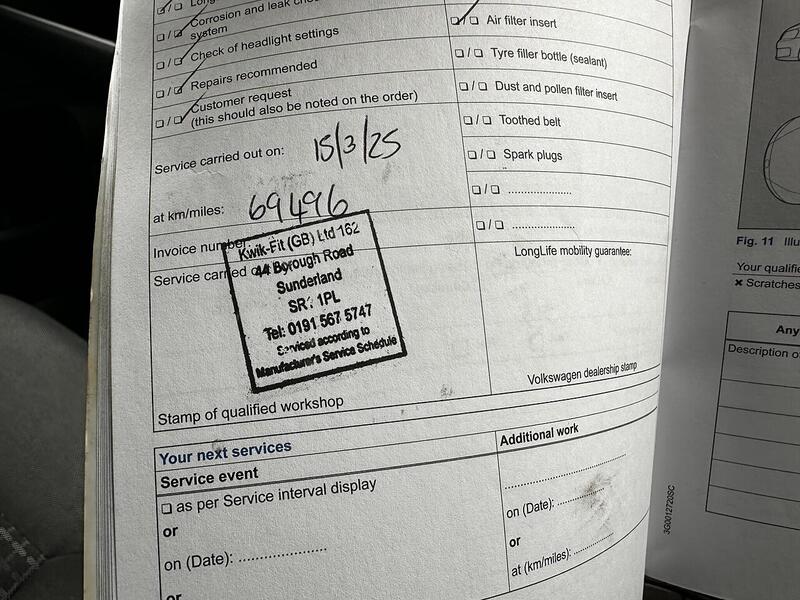 Corrosion and leak
system
❏ / ❏ Check of headlight settings
❏ / ❏ Repairs recommended
❏ / ❏ Customer request
(this should also be noted on the order)
Service carried out on: 15/3/25
at km/miles: 69496
Invoice number:
Service carried
Kwik-Fit (GB) Ltd 162
44 Borough Road
Sunderland
1PL
Tel: 0191 567 5747
Serviced according to
Manufacturer's Service Schedule
Stamp of qualified workshop
❏ / ❏ Air filter insert
❏ / ❏ Tyre filler bottle (sealant)
❏ / ❏ Dust and pollen filter insert
❏ / ❏ Toothed belt
❏ / ❏ Spark plugs
❏ / ❏ ......................
❏ / ❏ ......................
LongLife mobility guarantee:
Volkswagen dealership stamp
Your next services
Service event
❏ as per Service interval display
or
on (Date): ......................
or
Additional work
..............................
on (Date): ............
or
at (km/miles): ..........
3G0012720SC
Fig. 11 Illu
Your qualifi
✖ Scratches
Any
Description o